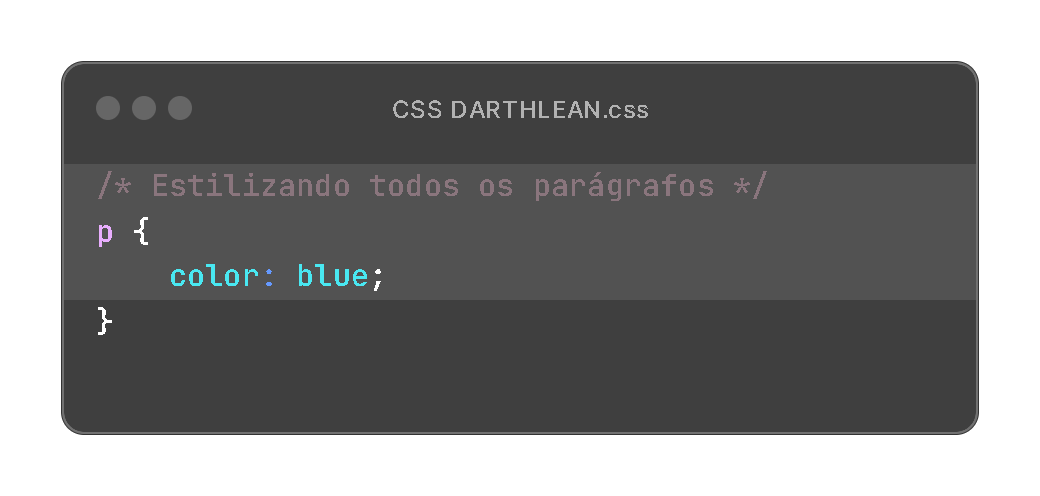 CSS DARTHLEAN.css
/* Estilizando todos os parágrafos */
p {
    color: blue;
}